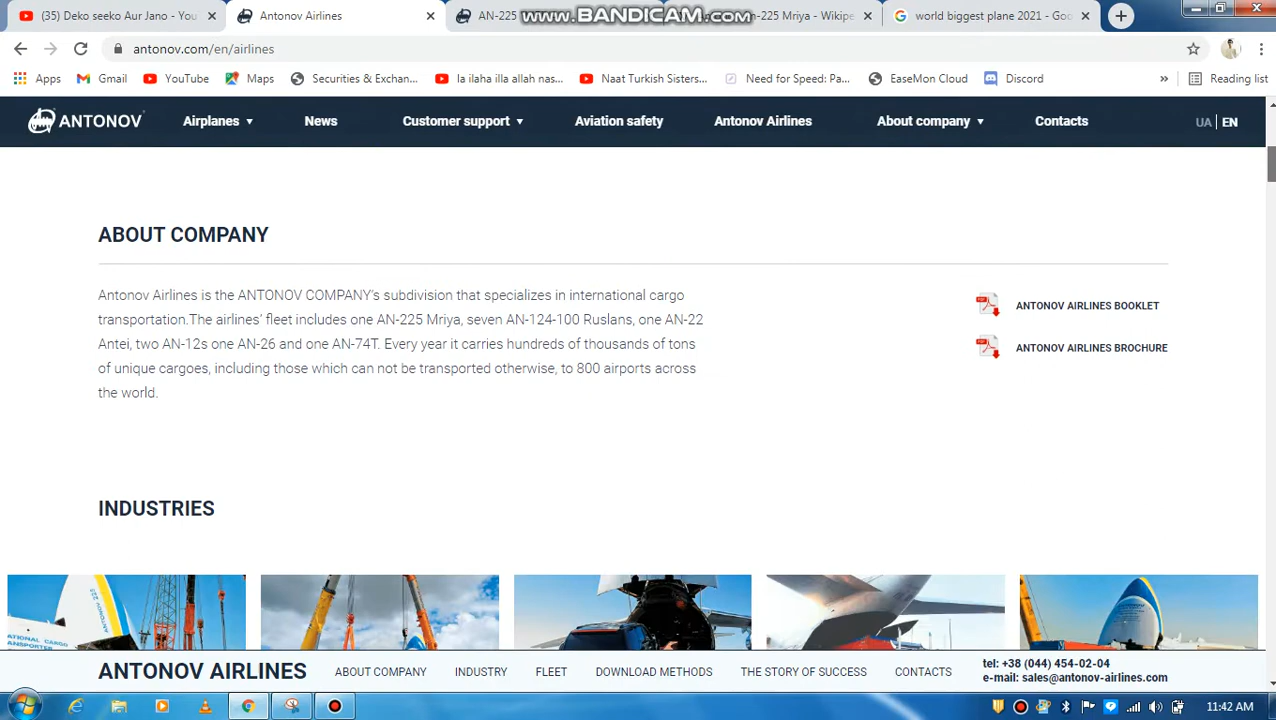 (35) Deko seeko Aur Jano - You
Antonov Airlines
AN-225
www.BANDICAM.com
n-225 Mriya - Wikipe
world biggest plane 2021 - Goo
antonov.com/en/airlines
Apps
Gmail
YouTube
Maps
Securities & Exchan...
la ilaha illa allah nas...
Naat Turkish Sisters...
Need for Speed: Pa...
EaseMon Cloud
Discord
»
Reading list
ANTONOV
Airplanes
News
Customer support
Aviation safety
Antonov Airlines
About company
Contacts
UA | EN
ABOUT COMPANY
Antonov Airlines is the ANTONOV COMPANY's subdivision that specializes in international cargo
transportation.The airlines' fleet includes one AN-225 Mriya, seven AN-124-100 Ruslans, one AN-22
Antei, two AN-12s one AN-26 and one AN-74T. Every year it carries hundreds of thousands of tons
of unique cargoes, including those which can not be transported otherwise, to 800 airports across
the world.
ANTONOV AIRLINES BOOKLET
ANTONOV AIRLINES BROCHURE
INDUSTRIES
ANTONOV AIRLINES
ABOUT COMPANY
INDUSTRY
FLEET
DOWNLOAD METHODS
THE STORY OF SUCCESS
CONTACTS
tel: +38 (044) 454-02-04
e-mail: sales@antonov-airlines.com
11:42 AM